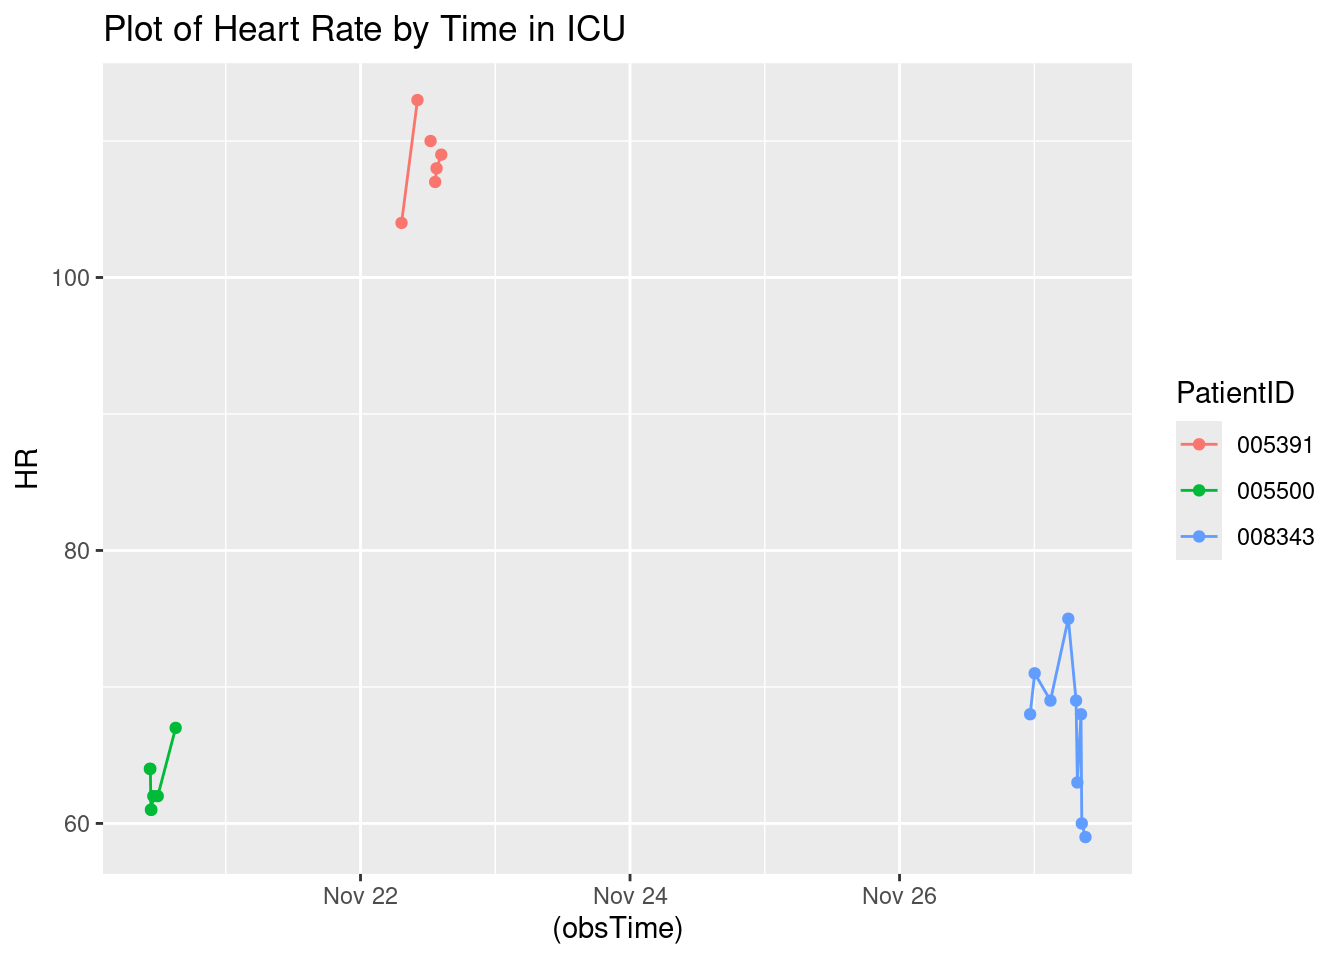 Plot of Heart Rate by Time in ICU
HR
100
80
60
Nov 22
Nov 24
Nov 26
(obsTime)
PatientID
005391
005500
008343